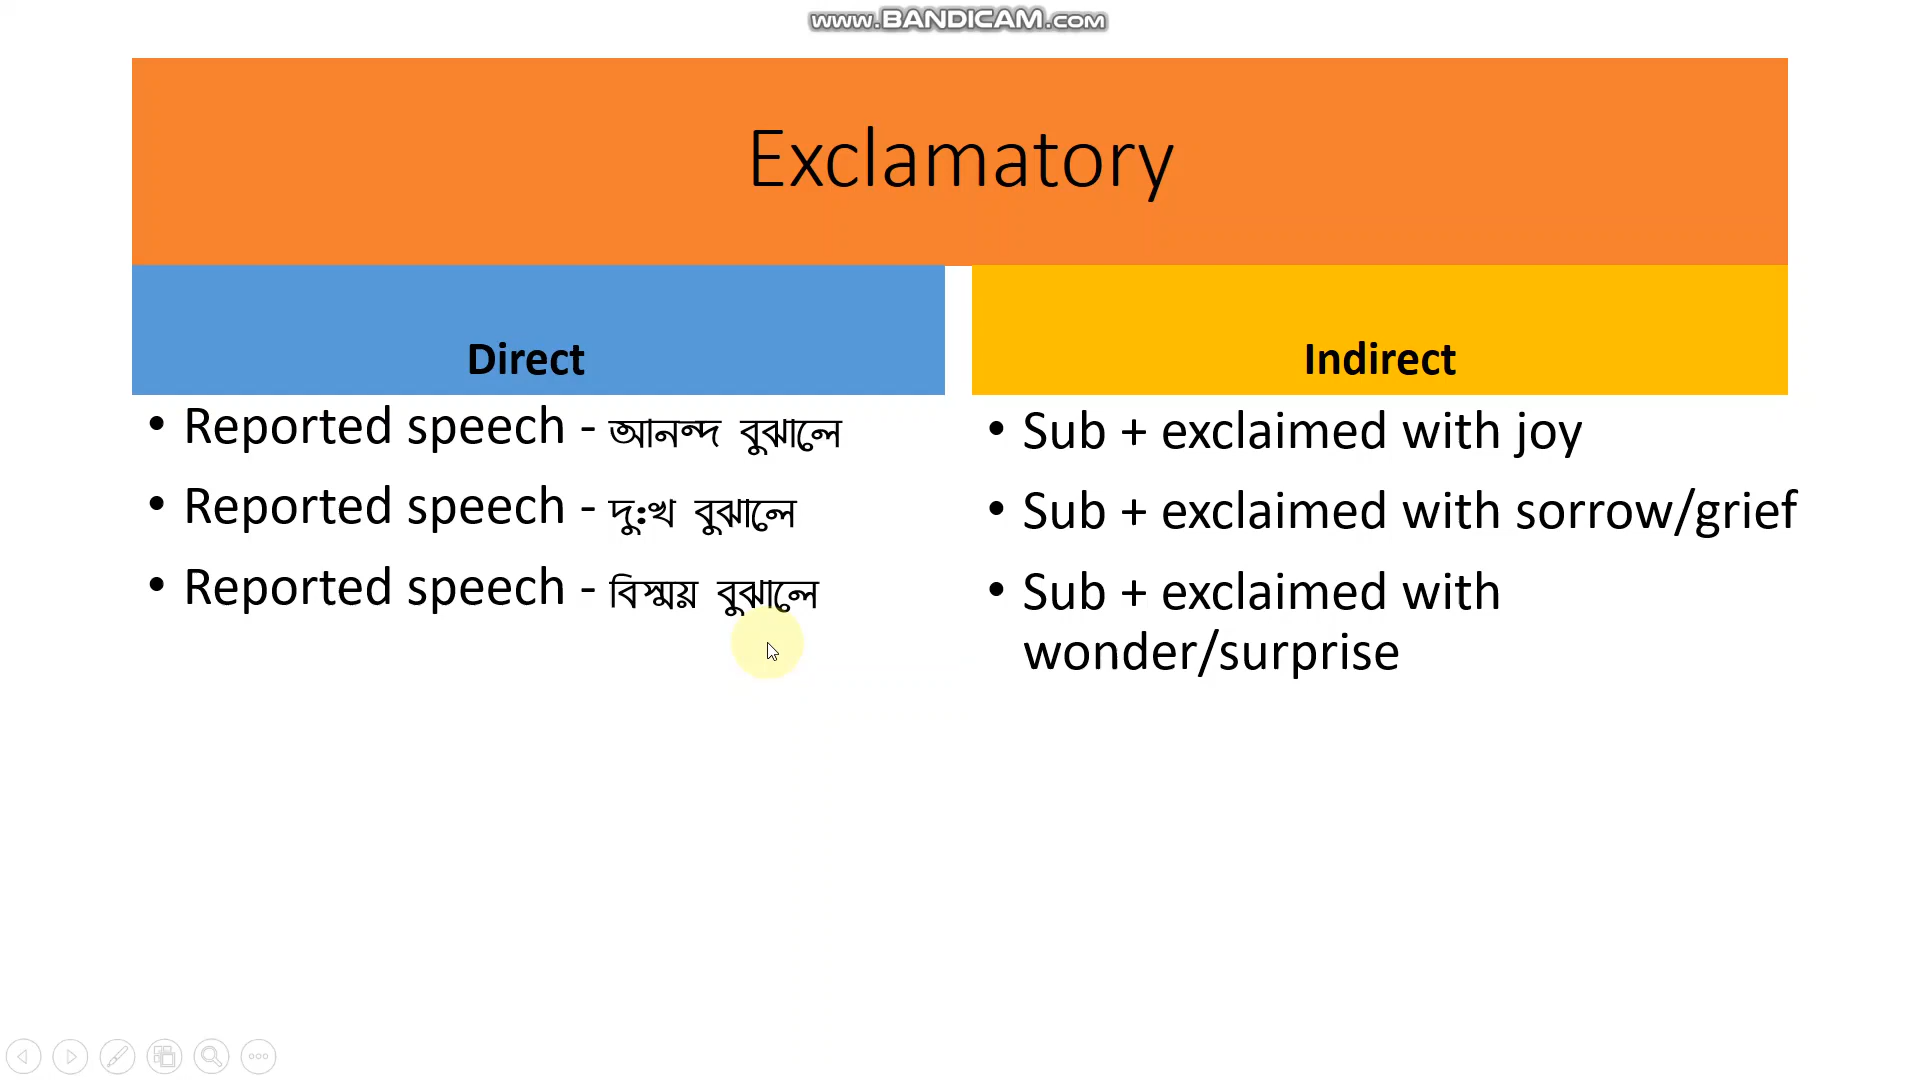 www.BANDICAM.com
Exclamatory
Direct
Indirect
• Reported speech - আনন্দ বুঝালে
• Reported speech - দুঃখ বুঝালে
• Reported speech - বিস্ময় বুঝালে
• Sub + exclaimed with joy
• Sub + exclaimed with sorrow/grief
• Sub + exclaimed with
wonder/surprise